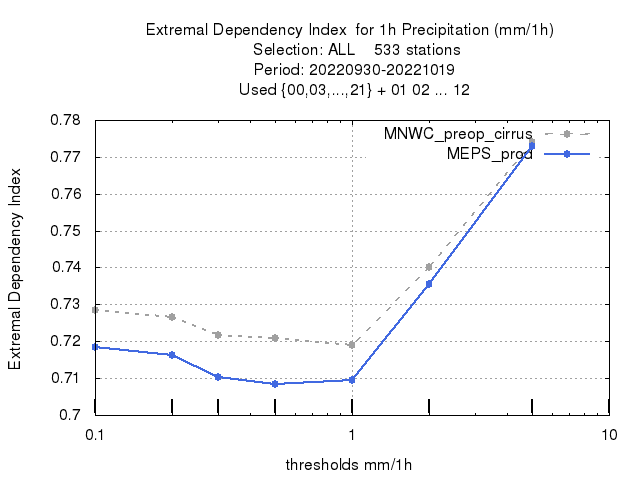 Extremal Dependency Index  for 1h Precipitation (mm/1h)
Selection: ALL    533 stations
Period: 20220930-20221019
Used {00,03,...,21} + 01 02 ... 12
MNWC_preop_cirrus
MEPS_prod
0.78
0.77
0.76
0.75
0.74
0.73
0.72
0.71
0.7
Extremal Dependency Index
0.1
1
10
thresholds mm/1h